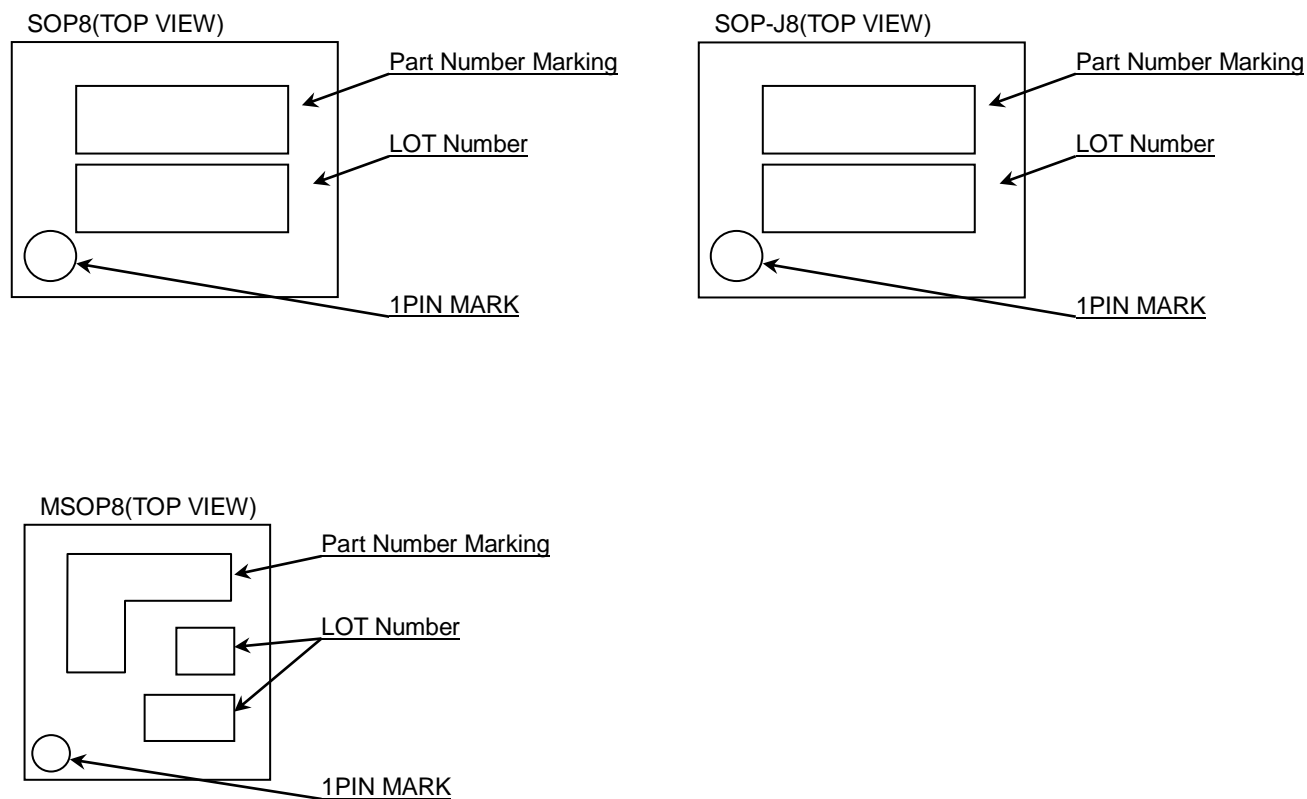 SOP8(TOP VIEW)
Part Number Marking
LOT Number
1PIN MARK
SOP-J8(TOP VIEW)
Part Number Marking
LOT Number
1PIN MARK
MSOP8(TOP VIEW)
Part Number Marking
LOT Number
1PIN MARK